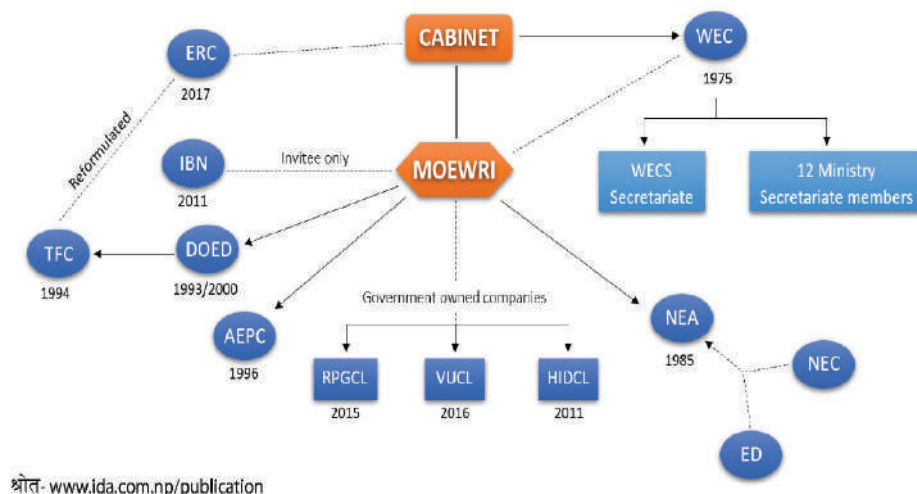 CABINET
WEC
1975
ERC
2017
Reformulated
IBN
2011
Invitee only
MOEWRI
WECS
Secretariate
12 Ministry
Secretariate members
TFC
1994
DOED
1993/2000
AEPC
1996
Government owned companies
RPGCL
2015
VUCL
2016
HIDCL
2011
NEA
1985
NEC
ED
श्रोत- www.ida.com.np/publication